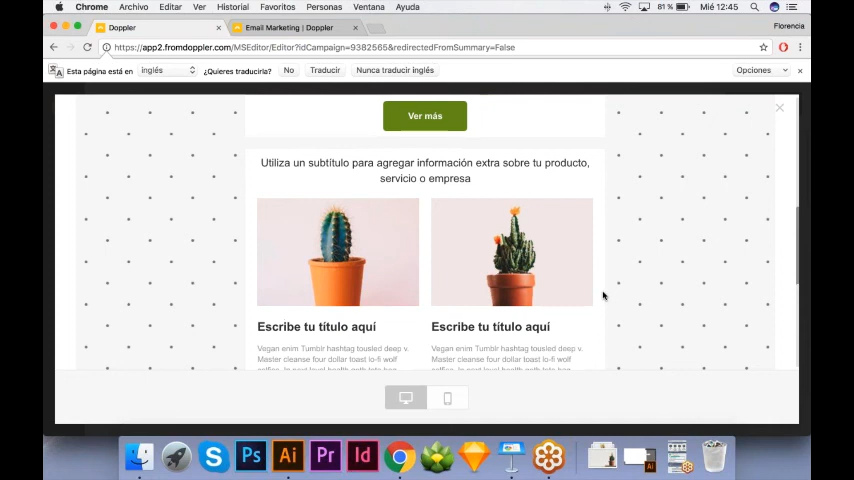 Chrome Archivo Editar Ver Historial Favoritos Personas Ventana Ayuda 81 % Mié 12:45
Doppler Email Marketing | Doppler Florencia
https://app2.fromdoppler.com/MSEditor/Editor?idCampaign=9382565&redirectedFromSummary=False
Esta página está en inglés ¿Quieres traducirla? No Traducir Nunca traducir inglés Opciones
Ver más
Utiliza un subtítulo para agregar información extra sobre tu producto,
servicio o empresa
Escribe tu título aquí Escribe tu título aquí
Vegan enim Tumblr hashtag tousled deep v. Vegan enim Tumblr hashtag tousled deep v.
Master cleanse four dollar toast lo-fi wolf Master cleanse four dollar toast lo-fi wolf
Ps Ai Pr Id